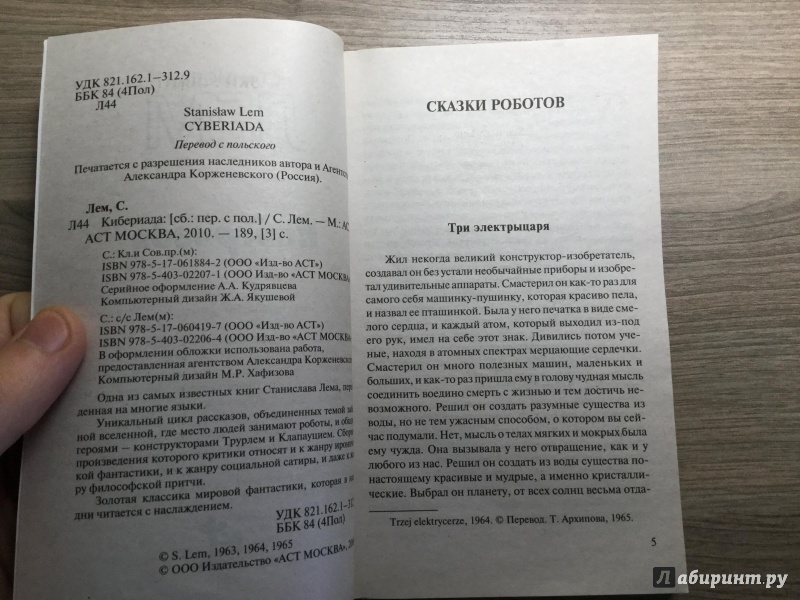 УДК 821.162.1–312.9
ББК 84 (4Пол)
Л44
Stanisław Lem
CYBERIADA
Перевод с польского
Печатается с разрешения наследников автора и
Александра Корженевского (Россия).
Лем, С.
Л44 Кибериада: [сб.: пер. с пол.] / С. Лем. — М.:
АСТ МОСКВА, 2010. — 189, [3] с.
С.: Кл.и Сов.пр.(м):
ISBN 978-5-17-061884-2 (ООО «Изд-во АСТ»)
ISBN 978-5-403-02207-1 (ООО Изд-во «АСТ МОСКВА
Серийное оформление А.А. Кудрявцева
Компьютерный дизайн Ж.А. Якушевой
С.: с/с Лем(м):
ISBN 978-5-17-060419-7 (ООО «Изд-во АСТ»)
ISBN 978-5-403-02206-4 (ООО Изд-во «АСТ МОСКВА
В оформлении обложки использована работа,
предоставленная агентством Александра Корженевского
Компьютерный дизайн М.Р. Хафизова
Одна из самых известных книг Станислава Лема,
денная на многие языки.
Уникальный цикл рассказов, объединенных темой
ной вселенной, где место людей занимают роботы, и
героями — конструкторами Трурлем и Клапауцием.
произведения которого критики относят и к жанру
кой фантастики, и к жанру социальной сатиры, и даже
ру философской притчи.
Золотая классика мировой фантастики, которая и
дни читается с наслаждением.
УДК 821.162.1-312
ББК 84 (4Пол)
© S. Lem, 1963, 1964, 1965
© ООО Издательство «АСТ МОСКВА»,
СКАЗКИ РОБОТОВ
Три электрыцаря
Жил некогда великий конструктор-изобретатель,
создавал он без устали необычайные приборы и изобре-
тал удивительные аппараты. Смастерил он как-то раз для
самого себя машинку-пушинку, которая красиво пела,
и назвал ее пташинкой. Была у него печатка в виде
смелого сердца, и каждый атом, который выходил из-под
его рук, имел на себе этот знак. Дивились потом уче-
ные, находя в атомных спектрах мерцающие сердечки.
Смастерил он много полезных машин, маленьких и
больших, и как-то раз пришла ему в голову чудная мысль
соединить воедино смерть с жизнью и тем достичь не-
возможного. Решил он создать разумные существа из
воды, но не тем ужасным способом, о котором вы сей-
час подумали. Нет, мысль о телах мягких и мокрых была
ему чужда. Она вызывала у него отвращение, как и у
любого из нас. Решил он создать из воды существа по-
настоящему красивые и мудрые, а именно кристалли-
ческие. Выбрал он планету, от всех солнц весьма отда-
Trzej elektrycerze, 1964. © Перевод. Т. Архипова, 1965.
5
Лабиринт.ру